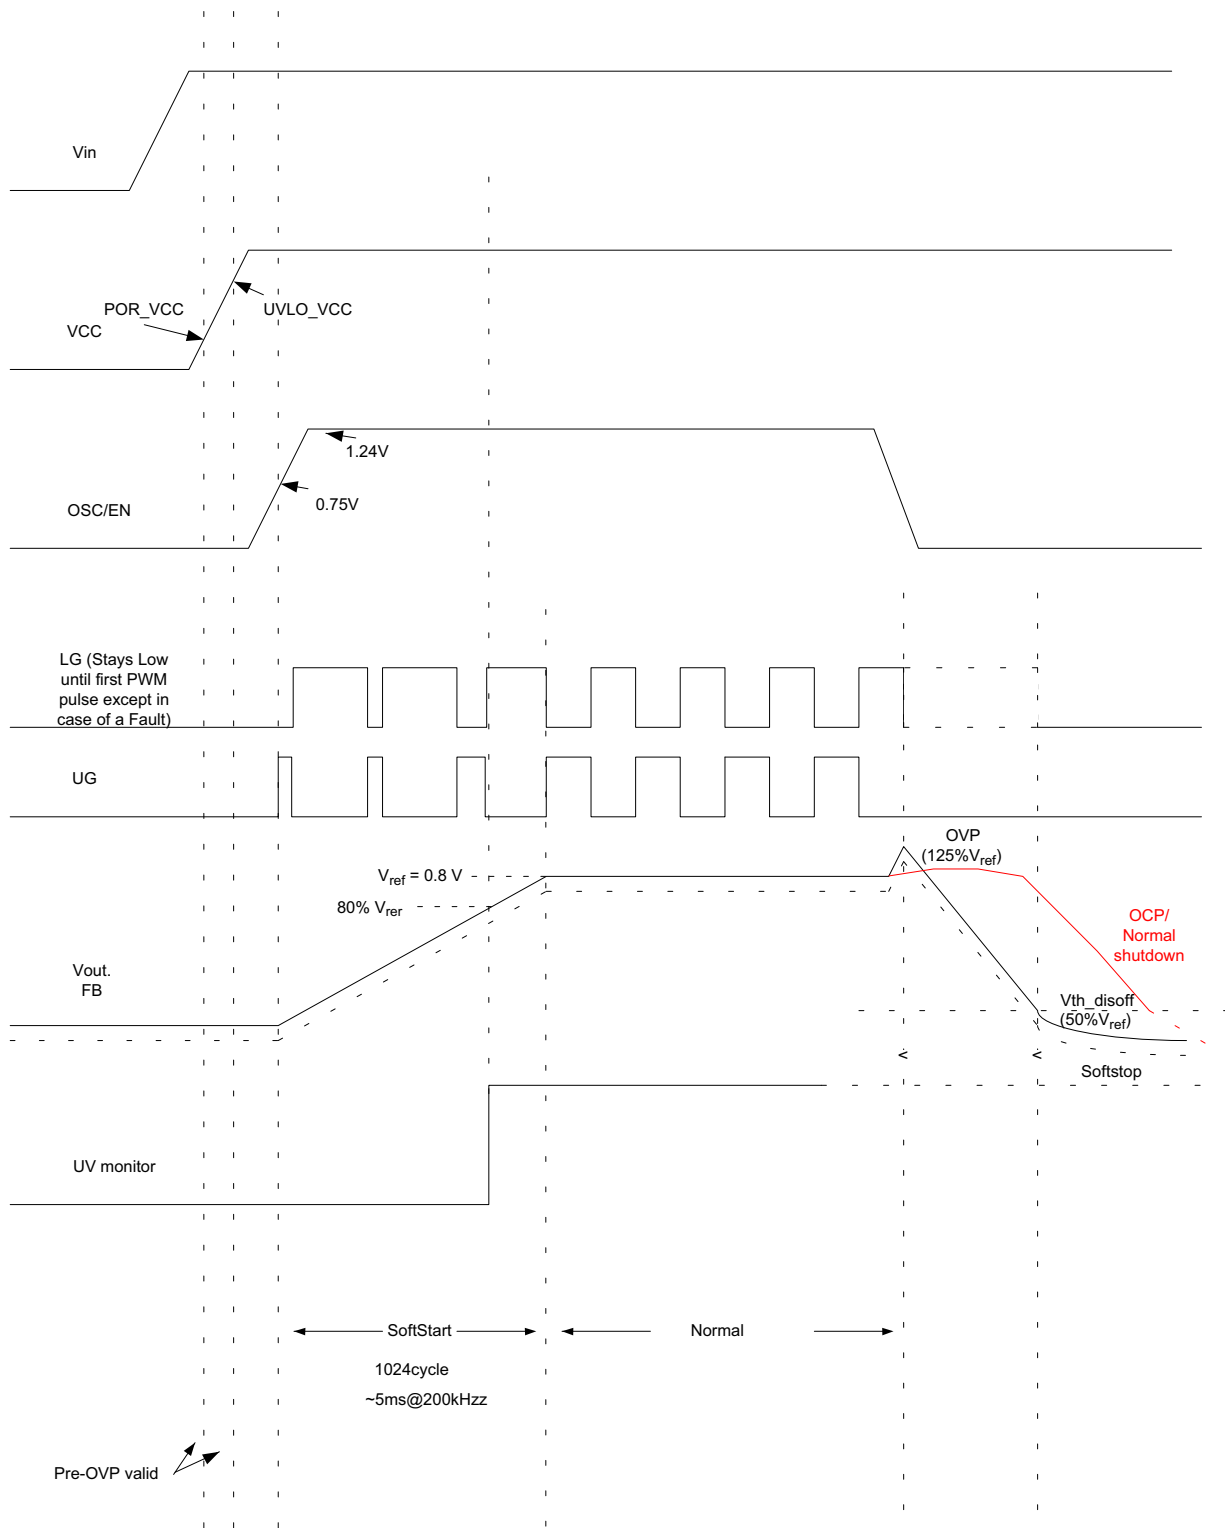 Vin
POR_VCC
UVLO_VCC
VCC
1.24V
0.75V
OSC/EN
LG (Stays Low
until first PWM
pulse except in
case of a Fault)
UG
OVP
(125%Vref)
Vref = 0.8 V
80% Vrer
OCP/
Normal
shutdown
Vout.
FB
Vth_disoff
(50%Vref)
Softstop
UV monitor
SoftStart
Normal
1024cycle
~5ms@200kHzz
Pre-OVP valid